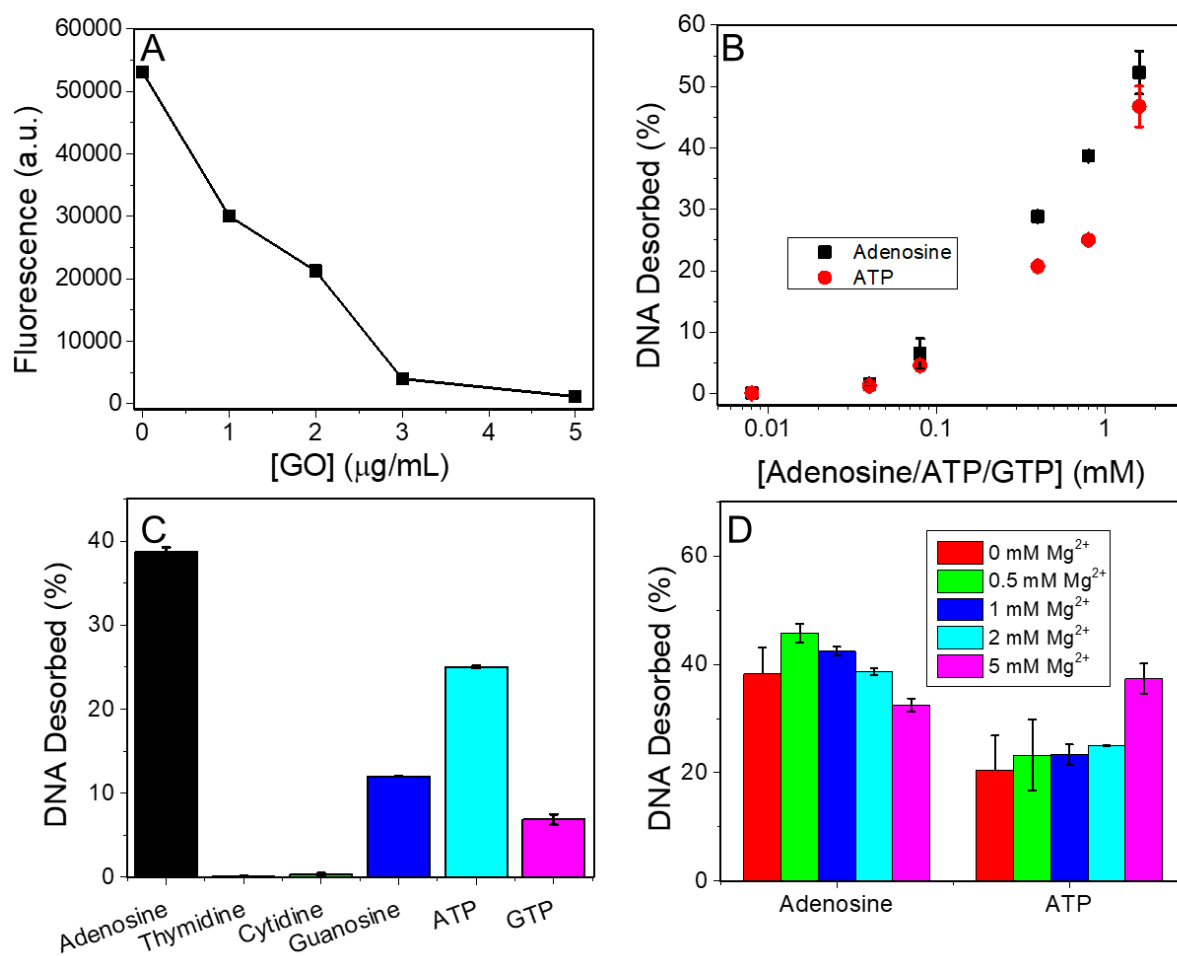 A
Fluorescence (a.u.)
60000
50000
40000
30000
20000
10000
0
0 1 2 3 4 5
[GO] (μg/mL)
B
DNA Desorbed (%)
60
50
40
30
20
10
0
Adenosine
ATP
0.01 0.1 1
[Adenosine/ATP/GTP] (mM)
C
DNA Desorbed (%)
40
30
20
10
0
Adenosine
Thymidine
Cytidine
Guanosine
ATP
GTP
D
DNA Desorbed (%)
60
40
20
0
0 mM Mg²⁺
0.5 mM Mg²⁺
1 mM Mg²⁺
2 mM Mg²⁺
5 mM Mg²⁺
Adenosine ATP